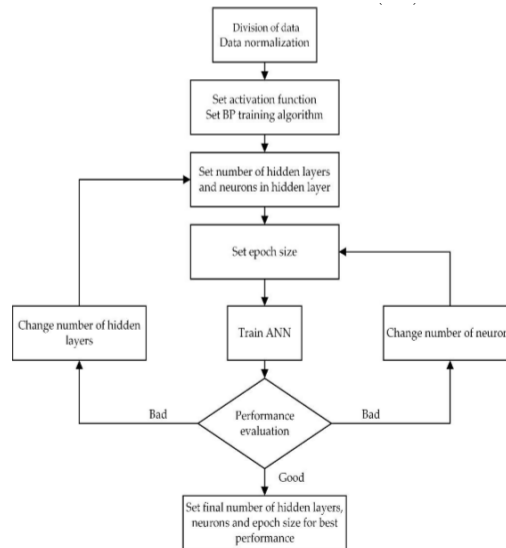 Division of data
Data normalization
Set activation function
Set BP training algorithm
Set number of hidden layers
and neurons in hidden layer
Set epoch size
Change number of hidden
layers
Train ANN
Change number of neuron
Bad
Performance
evaluation
Bad
Good
Set final number of hidden layers,
neurons and epoch size for best
performance